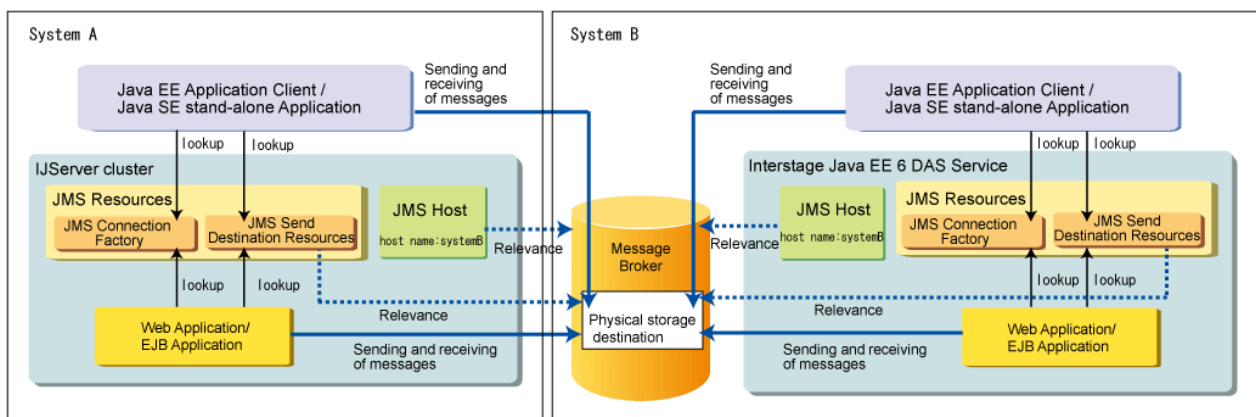 System A
Java EE Application Client /
Java SE stand-alone Application
Sending and
receiving
of messages
lookup
lookup
IJServer cluster
JMS Resources
JMS Connection
Factory
JMS Send
Destination Resources
JMS Host
host name:systemB
Relevance
lookup
lookup
Relevance
Web Application/
EJB Application
Sending and receiving
of messages
System B
Sending and
receiving
of messages
Java EE Application Client /
Java SE stand-alone Application
lookup
lookup
Interstage Java EE 6 DAS Service
Message
Broker
Physical storage
destination
Relevance
JMS Host
host name:systemB
JMS Resources
JMS Connection
Factory
JMS Send
Destination Resources
lookup
lookup
Relevance
Sending and receiving
of messages
Web Application/
EJB Application